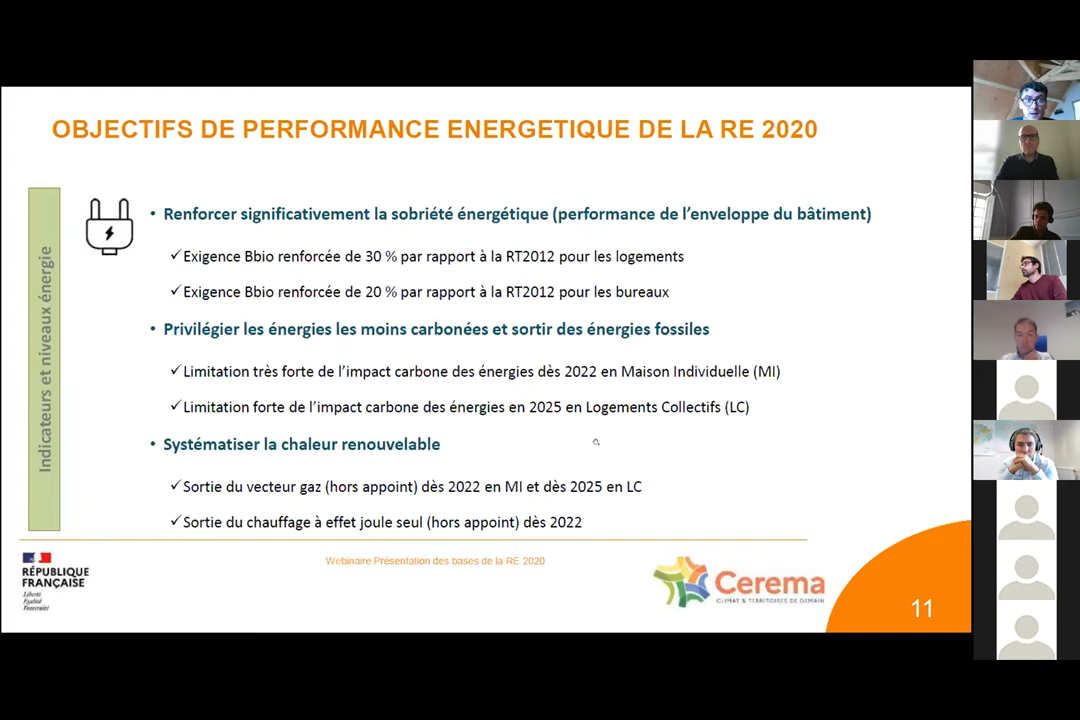 OBJECTIFS DE PERFORMANCE ENERGETIQUE DE LA RE 2020
Indicateurs et niveaux énergie
• Renforcer significativement la sobriété énergétique (performance de l’enveloppe du bâtiment)
✓Exigence Bbio renforcée de 30 % par rapport à la RT2012 pour les logements
✓Exigence Bbio renforcée de 20 % par rapport à la RT2012 pour les bureaux
• Privilégier les énergies les moins carbonées et sortir des énergies fossiles
✓Limitation très forte de l’impact carbone des énergies dès 2022 en Maison Individuelle (MI)
✓Limitation forte de l’impact carbone des énergies en 2025 en Logements Collectifs (LC)
• Systématiser la chaleur renouvelable
✓Sortie du vecteur gaz (hors appoint) dès 2022 en MI et dès 2025 en LC
✓Sortie du chauffage à effet joule seul (hors appoint) dès 2022
RÉPUBLIQUE
FRANÇAISE
Liberté
Égalité
Fraternité
Webinaire Présentation des bases de la RE 2020
Cerema
CLIMAT & TERRITOIRES DE DEMAIN
11